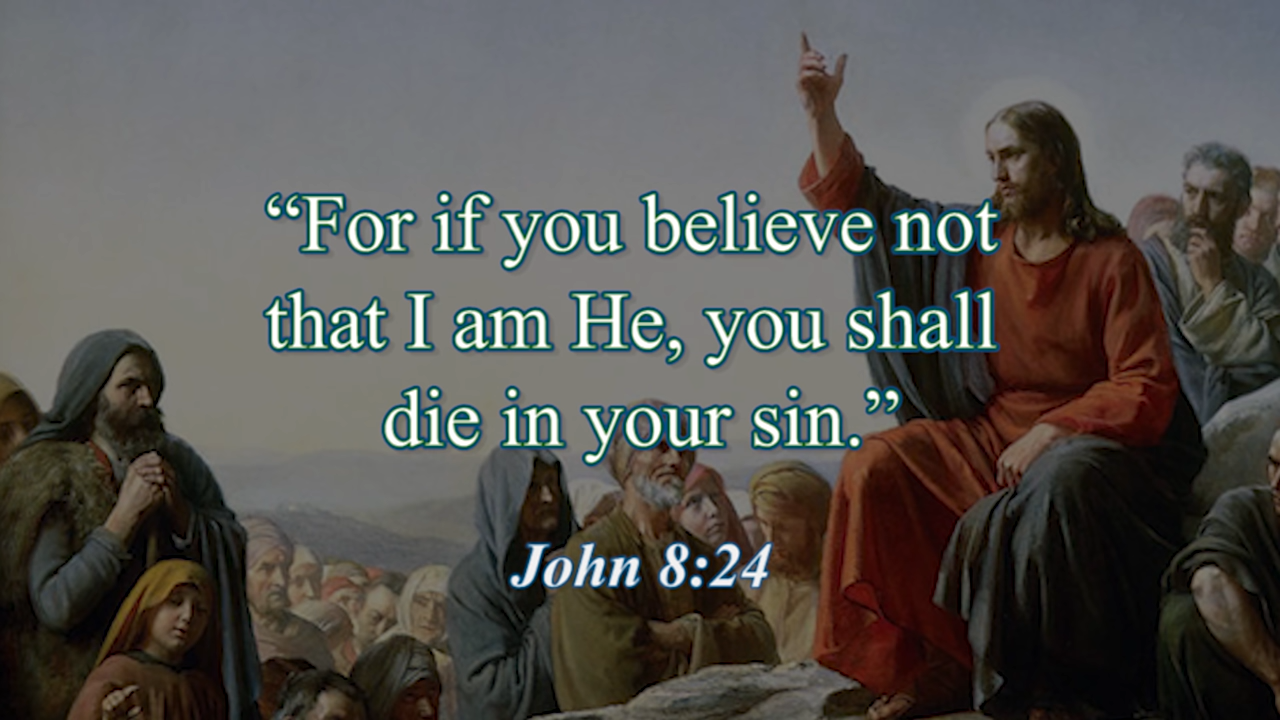 “For if you believe not
that I am He, you shall
die in your sin.”
John 8:24